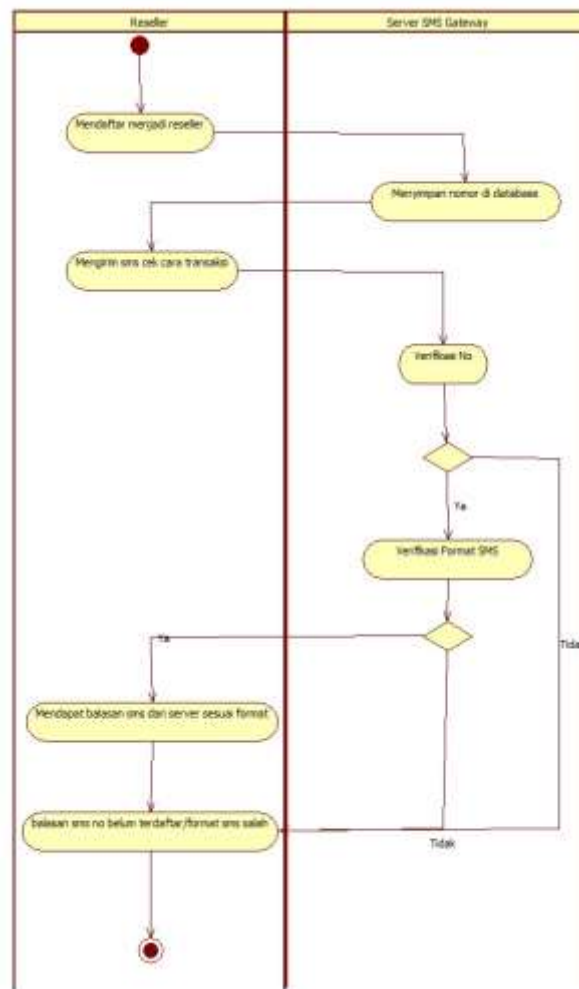 Reseller
Server SMS Gateway
Mendaftar menjadi reseller
Menyimpan nomor di database
Mengirim sms cek cara transaksi
Verifikasi No
Ya
Verifikasi Format SMS
Ya
Tidak
Mendapat balasan sms dari server sesuai format
balasan sms no belum terdaftar/format sms salah
Tidak